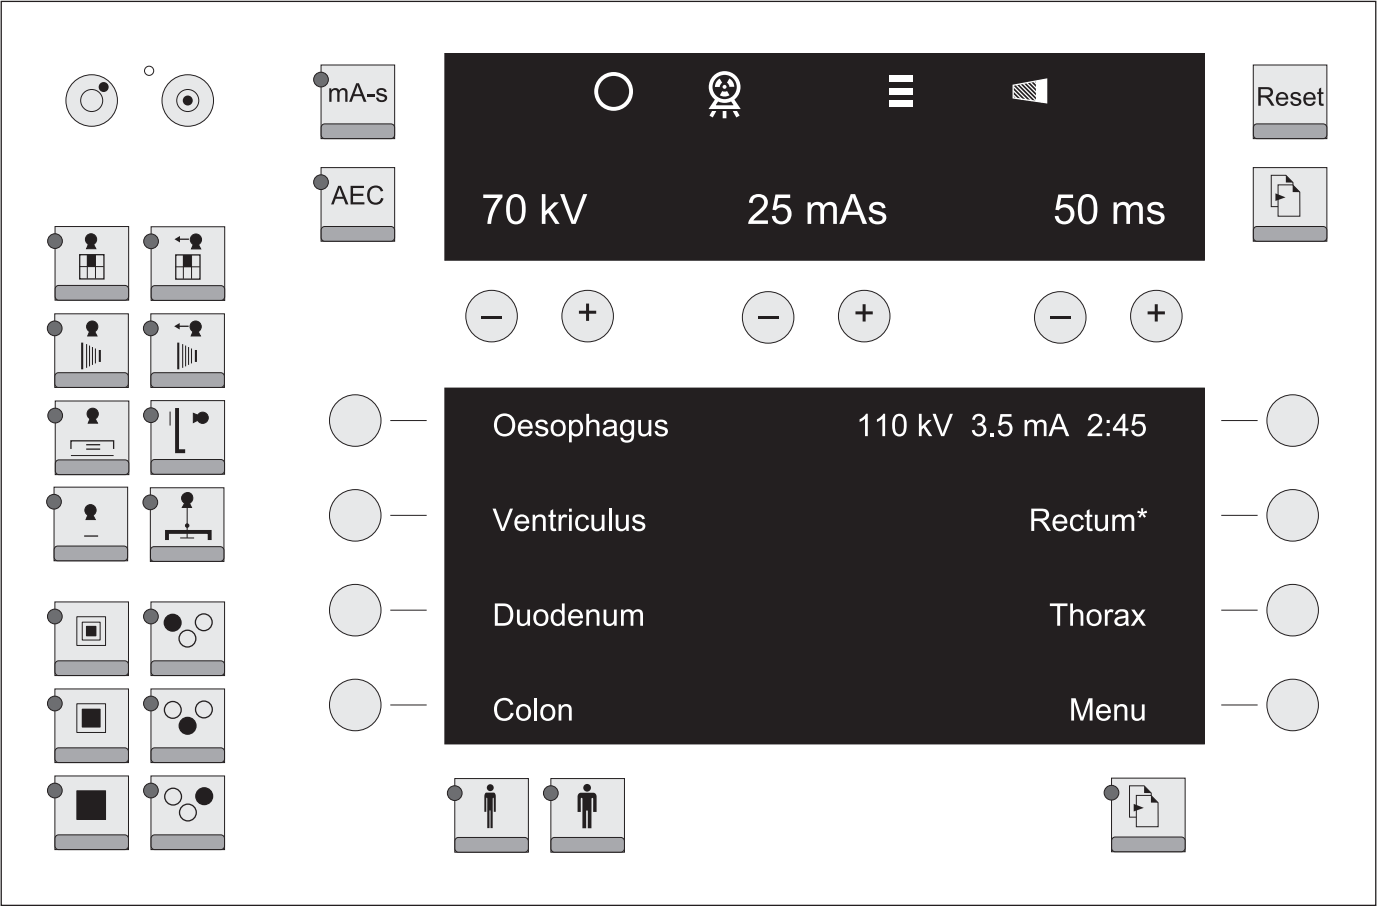 mA-s
Reset
AEC
70 kV 25 mAs 50 ms
– + – + – +
Oesophagus 110 kV 3.5 mA 2:45
Ventriculus Rectum*
Duodenum Thorax
Colon Menu